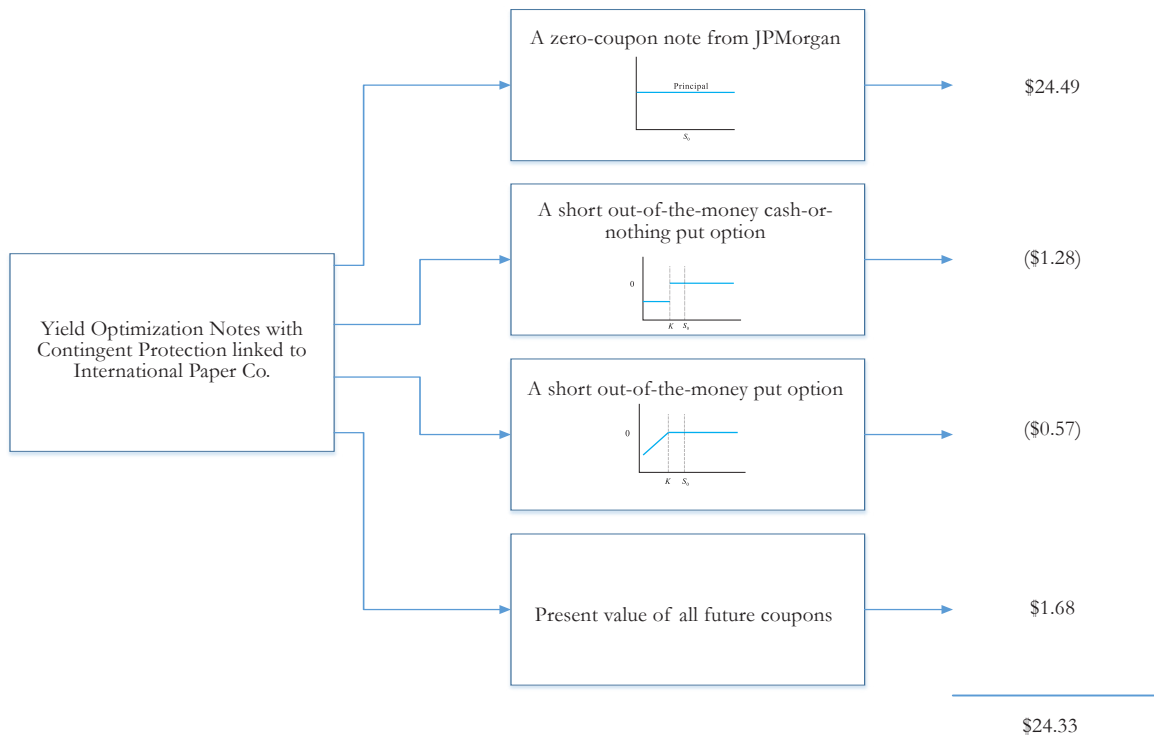 A zero-coupon note from JPMorgan
Principal
S0
$24.49
A short out-of-the-money cash-or-
nothing put option
0
K S0
($1.28)
Yield Optimization Notes with
Contingent Protection linked to
International Paper Co.
A short out-of-the-money put option
0
K S0
($0.57)
Present value of all future coupons
$1.68
$24.33